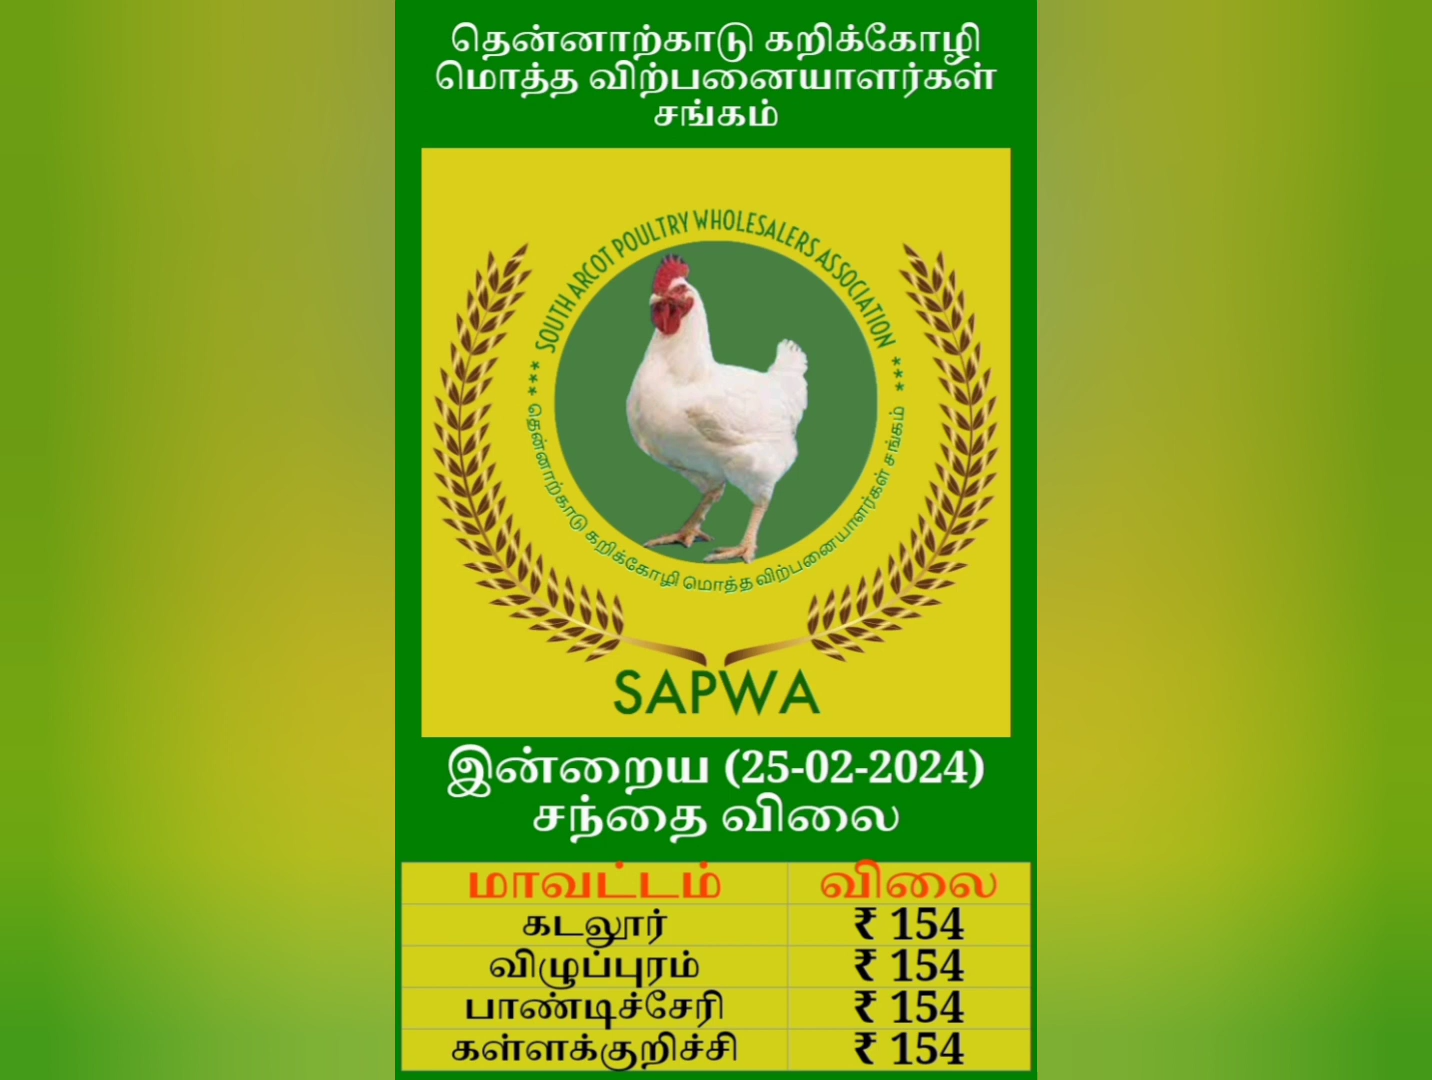 தென்னாற்காடு கறிக்கோழி
மொத்த விற்பனையாளர்கள்
சங்கம்
*** SOUTH ARCOT POULTRY WHOLESALERS ASSOCIATION ***
தென்னாற்காடு கறிக்கோழி மொத்த விற்பனையாளர்கள் சங்கம்
SAPWA
இன்றைய (25-02-2024)
சந்தை விலை
மாவட்டம் விலை
கடலூர் ₹ 154
விழுப்புரம் ₹ 154
பாண்டிச்சேரி ₹ 154
கள்ளக்குறிச்சி ₹ 154